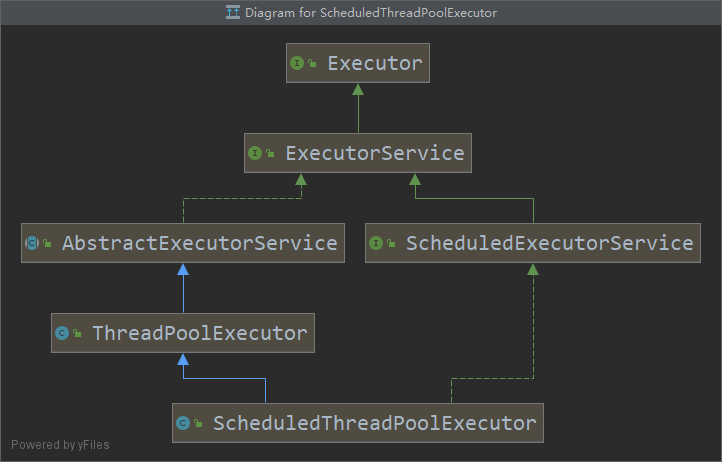 Diagram for ScheduledThreadPoolExecutor
I Executor
I ExecutorService
C AbstractExecutorService
I ScheduledExecutorService
C ThreadPoolExecutor
C ScheduledThreadPoolExecutor
Powered by yFiles